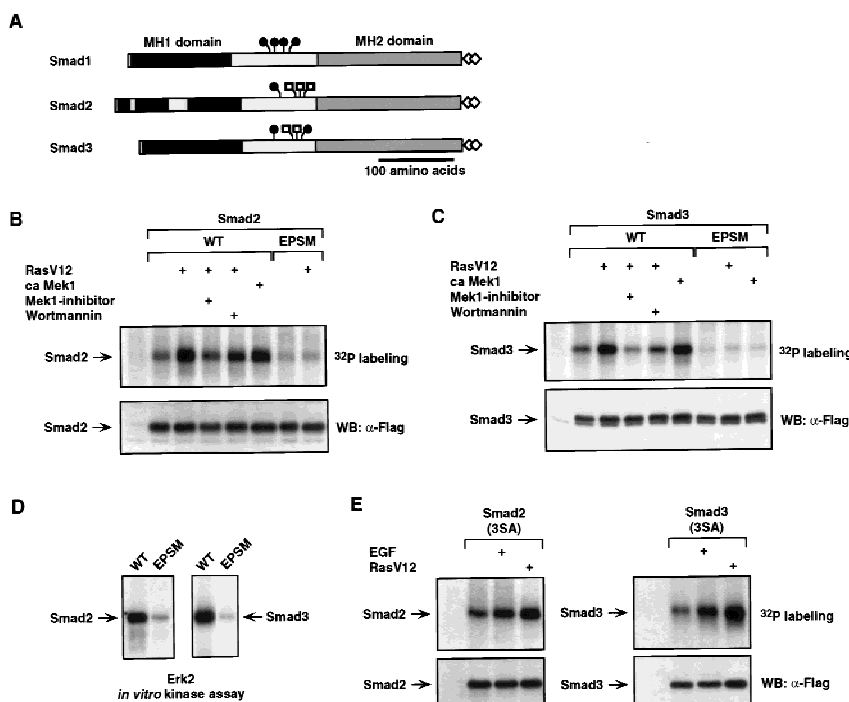 A
MH1 domain
MH2 domain
Smad1
Smad2
Smad3
100 amino acids
B
Smad2
WT
EPSM
RasV12 + + + +
ca Mek1 +
Mek1-inhibitor +
Wortmannin +
Smad2
32P labeling
Smad2
WB: α-Flag
C
Smad3
WT
EPSM
RasV12 + + + +
ca Mek1 + +
Mek1-inhibitor +
Wortmannin +
Smad3
32P labeling
Smad3
WB: α-Flag
D
WT EPSM WT EPSM
Smad2
Smad3
Erk2
in vitro kinase assay
E
Smad2 (3SA)
Smad3 (3SA)
EGF + +
RasV12 + +
Smad2
Smad3
32P labeling
Smad2
Smad3
WB: α-Flag